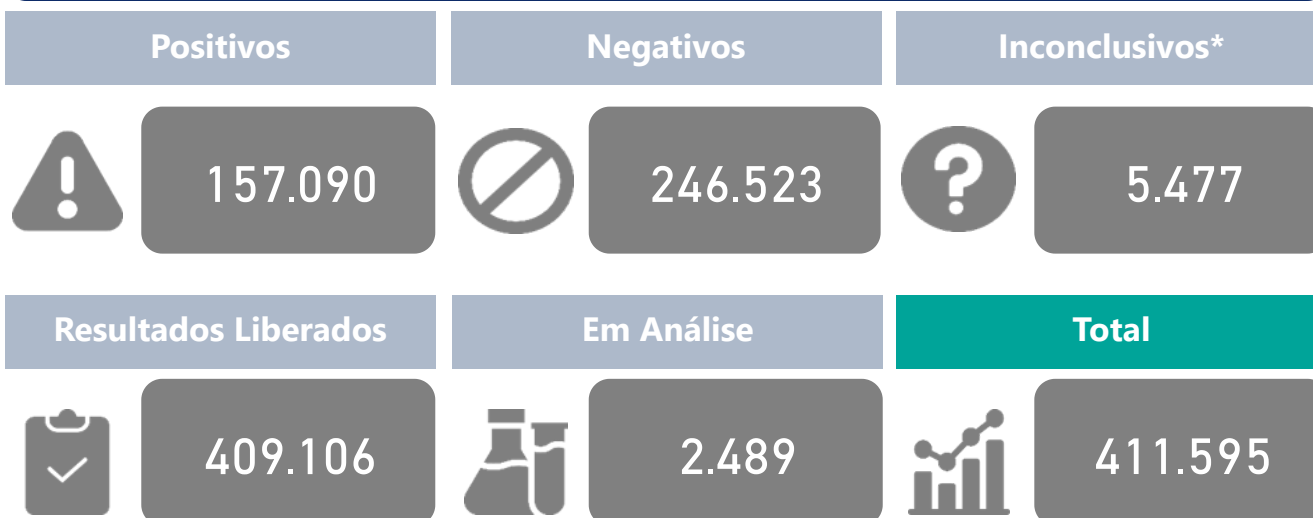 Positivos
Negativos
Inconclusivos*
157.090
246.523
5.477
Resultados Liberados
Em Análise
Total
409.106
2.489
411.595